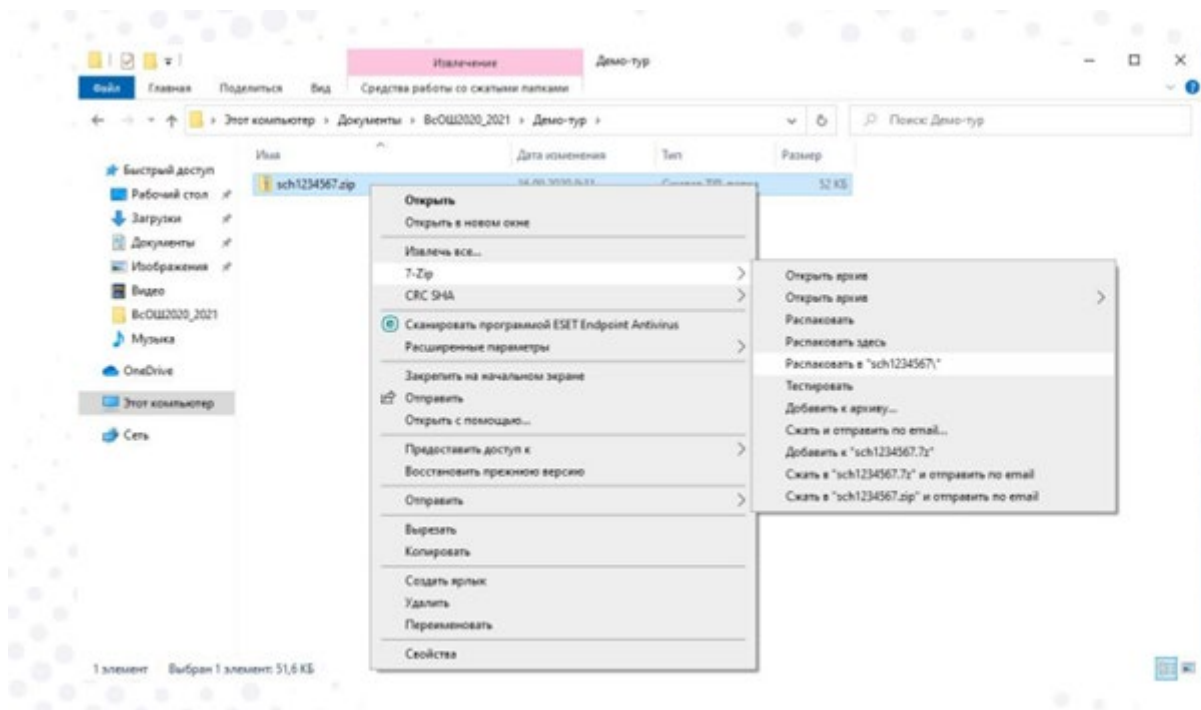 Извлечение
Демо-тур
Файл
Главная
Поделиться
Вид
Средства работы со сжатыми папками
Этот компьютер › Документы › ВсОШ2020_2021 › Демо-тур ›
Поиск: Демо-тур
Имя
Дата изменения
Тип
Размер
sch1234567.zip
52 КБ
Быстрый доступ
Рабочий стол
Загрузки
Документы
Изображения
Видео
ВсОШ2020_2021
Музыка
OneDrive
Этот компьютер
Сеть
Открыть
Открыть в новом окне
Извлечь все...
7-Zip
CRC SHA
Сканировать программой ESET Endpoint Antivirus
Расширенные параметры
Закрепить на начальном экране
Отправить
Открыть с помощью...
Предоставить доступ к
Восстановить прежнюю версию
Отправить
Вырезать
Копировать
Создать ярлык
Удалить
Переименовать
Свойства
Открыть архив
Открыть архив
Распаковать
Распаковать здесь
Распаковать в "sch1234567\"
Тестировать
Добавить к архиву...
Сжать и отправить по email...
Добавить к "sch1234567.7z"
Сжать в "sch1234567.7z" и отправить по email
Сжать в "sch1234567.zip" и отправить по email
1 элемент
Выбран 1 элемент: 51,6 КБ